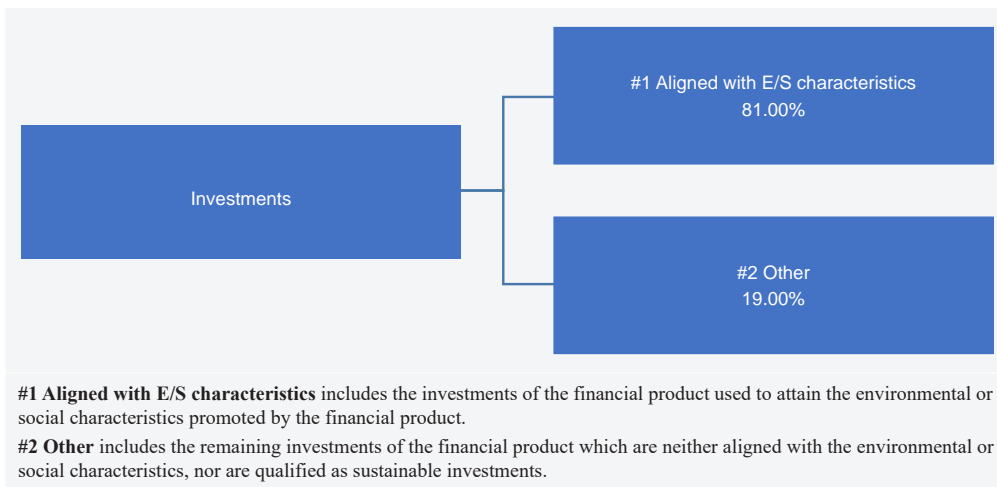 #1 Aligned with E/S characteristics
81.00%
Investments
#2 Other
19.00%
#1 Aligned with E/S characteristics includes the investments of the financial product used to attain the environmental or
social characteristics promoted by the financial product.
#2 Other includes the remaining investments of the financial product which are neither aligned with the environmental or
social characteristics, nor are qualified as sustainable investments.